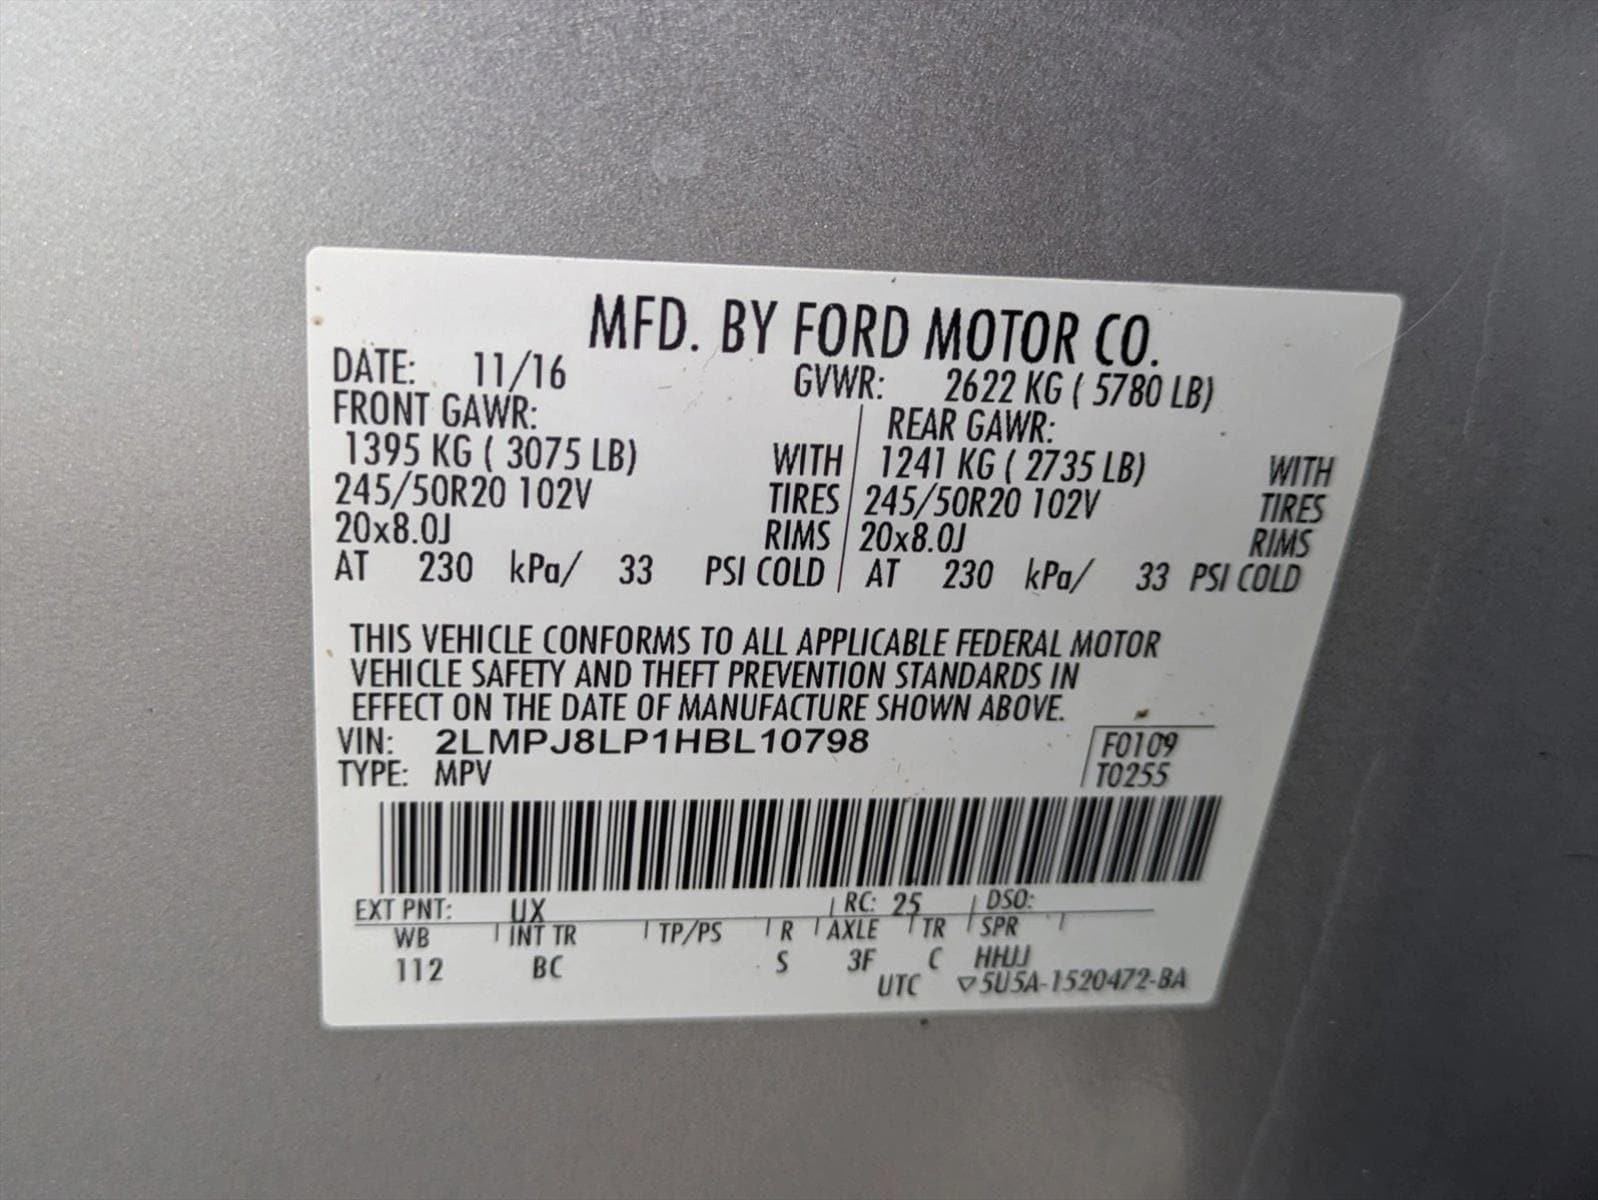 MFD. BY FORD MOTOR CO.
DATE: 11/16 GVWR: 2622 KG ( 5780 LB)
FRONT GAWR: REAR GAWR:
1395 KG ( 3075 LB) WITH 1241 KG ( 2735 LB) WITH
245/50R20 102V TIRES 245/50R20 102V TIRES
20x8.0J RIMS 20x8.0J RIMS
AT 230 kPa/ 33 PSI COLD AT 230 kPa/ 33 PSI COLD
THIS VEHICLE CONFORMS TO ALL APPLICABLE FEDERAL MOTOR
VEHICLE SAFETY AND THEFT PREVENTION STANDARDS IN
EFFECT ON THE DATE OF MANUFACTURE SHOWN ABOVE.
VIN: 2LMPJ8LP1HBL10798 F0109
TYPE: MPV T0255
EXT PNT: UX RC: 25 DSO:
WB INT TR TP/PS R AXLE TR SPR
112 BC S 3F C HHJJ
UTC ▽5U5A-1520472-BA